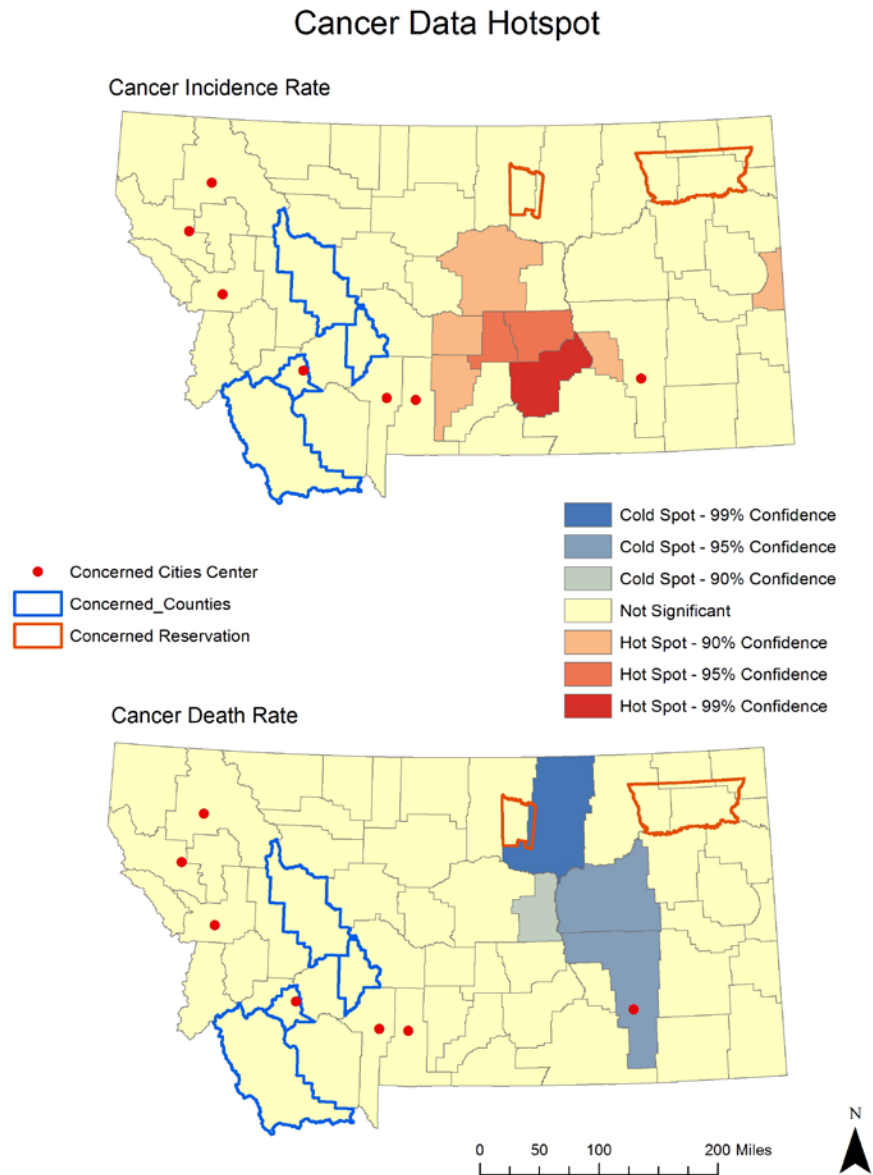 Cancer Data Hotspot
Cancer Incidence Rate
Cold Spot - 99% Confidence
Cold Spot - 95% Confidence
Cold Spot - 90% Confidence
Not Significant
Hot Spot - 90% Confidence
Hot Spot - 95% Confidence
Hot Spot - 99% Confidence
Concerned Cities Center
Concerned_Counties
Concerned Reservation
Cancer Death Rate
N
0 50 100 200 Miles